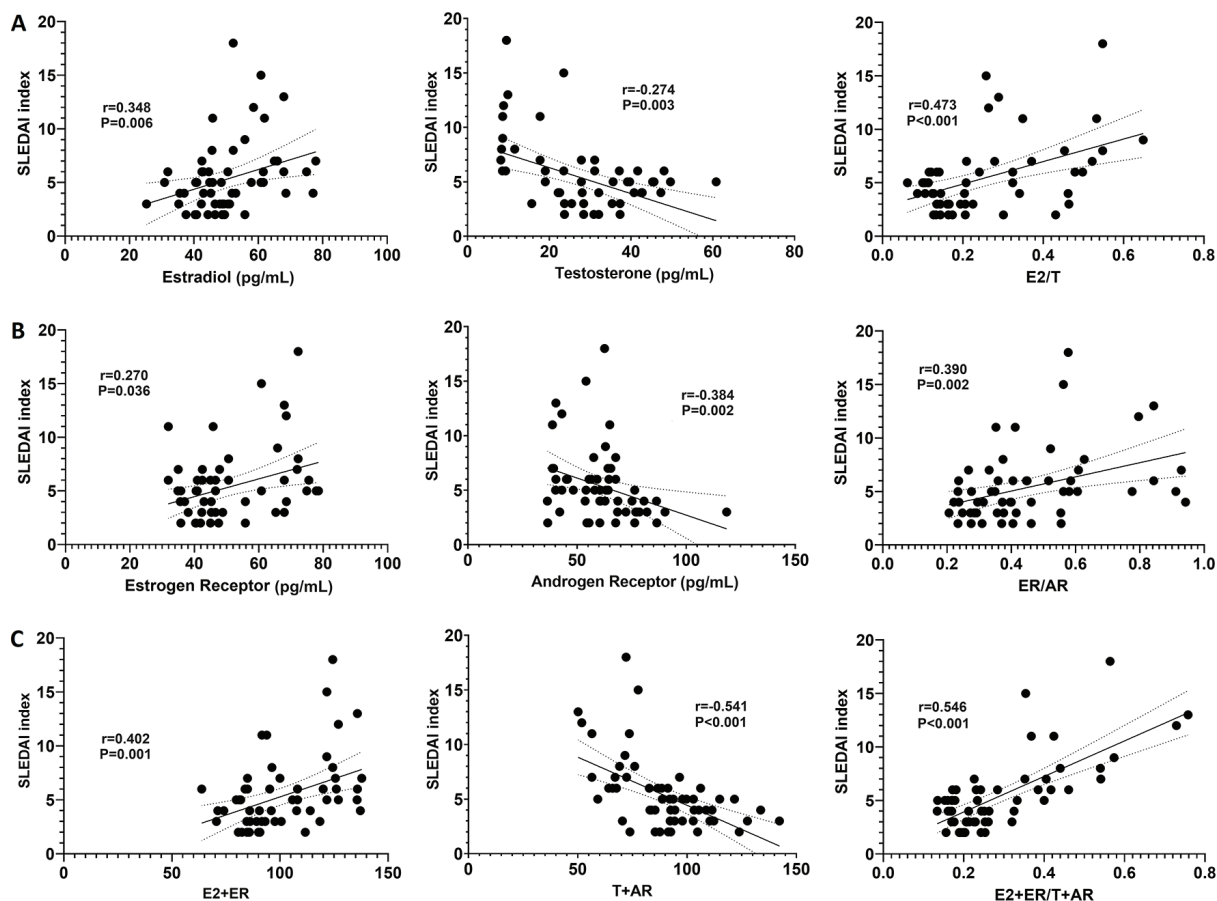 A
SLEDAI index
20
15
10
5
0
r=0.348
P=0.006
0
20
40
60
80
100
Estradiol (pg/mL)
SLEDAI index
20
15
10
5
0
r=-0.274
P=0.003
0
20
40
60
80
Testosterone (pg/mL)
SLEDAI index
20
15
10
5
0
r=0.473
P<0.001
0.0
0.2
0.4
0.6
0.8
E2/T
B
SLEDAI index
20
15
10
5
0
r=0.270
P=0.036
0
20
40
60
80
100
Estrogen Receptor (pg/mL)
SLEDAI index
20
15
10
5
0
r=-0.384
P=0.002
0
50
100
150
Androgen Receptor (pg/mL)
SLEDAI index
20
15
10
5
0
r=0.390
P=0.002
0.0
0.2
0.4
0.6
0.8
1.0
ER/AR
C
SLEDAI index
20
15
10
5
0
r=0.402
P=0.001
0
50
100
150
E2+ER
SLEDAI index
20
15
10
5
0
r=-0.541
P<0.001
0
50
100
150
T+AR
SLEDAI index
20
15
10
5
0
r=0.546
P<0.001
0.0
0.2
0.4
0.6
0.8
E2+ER/T+AR